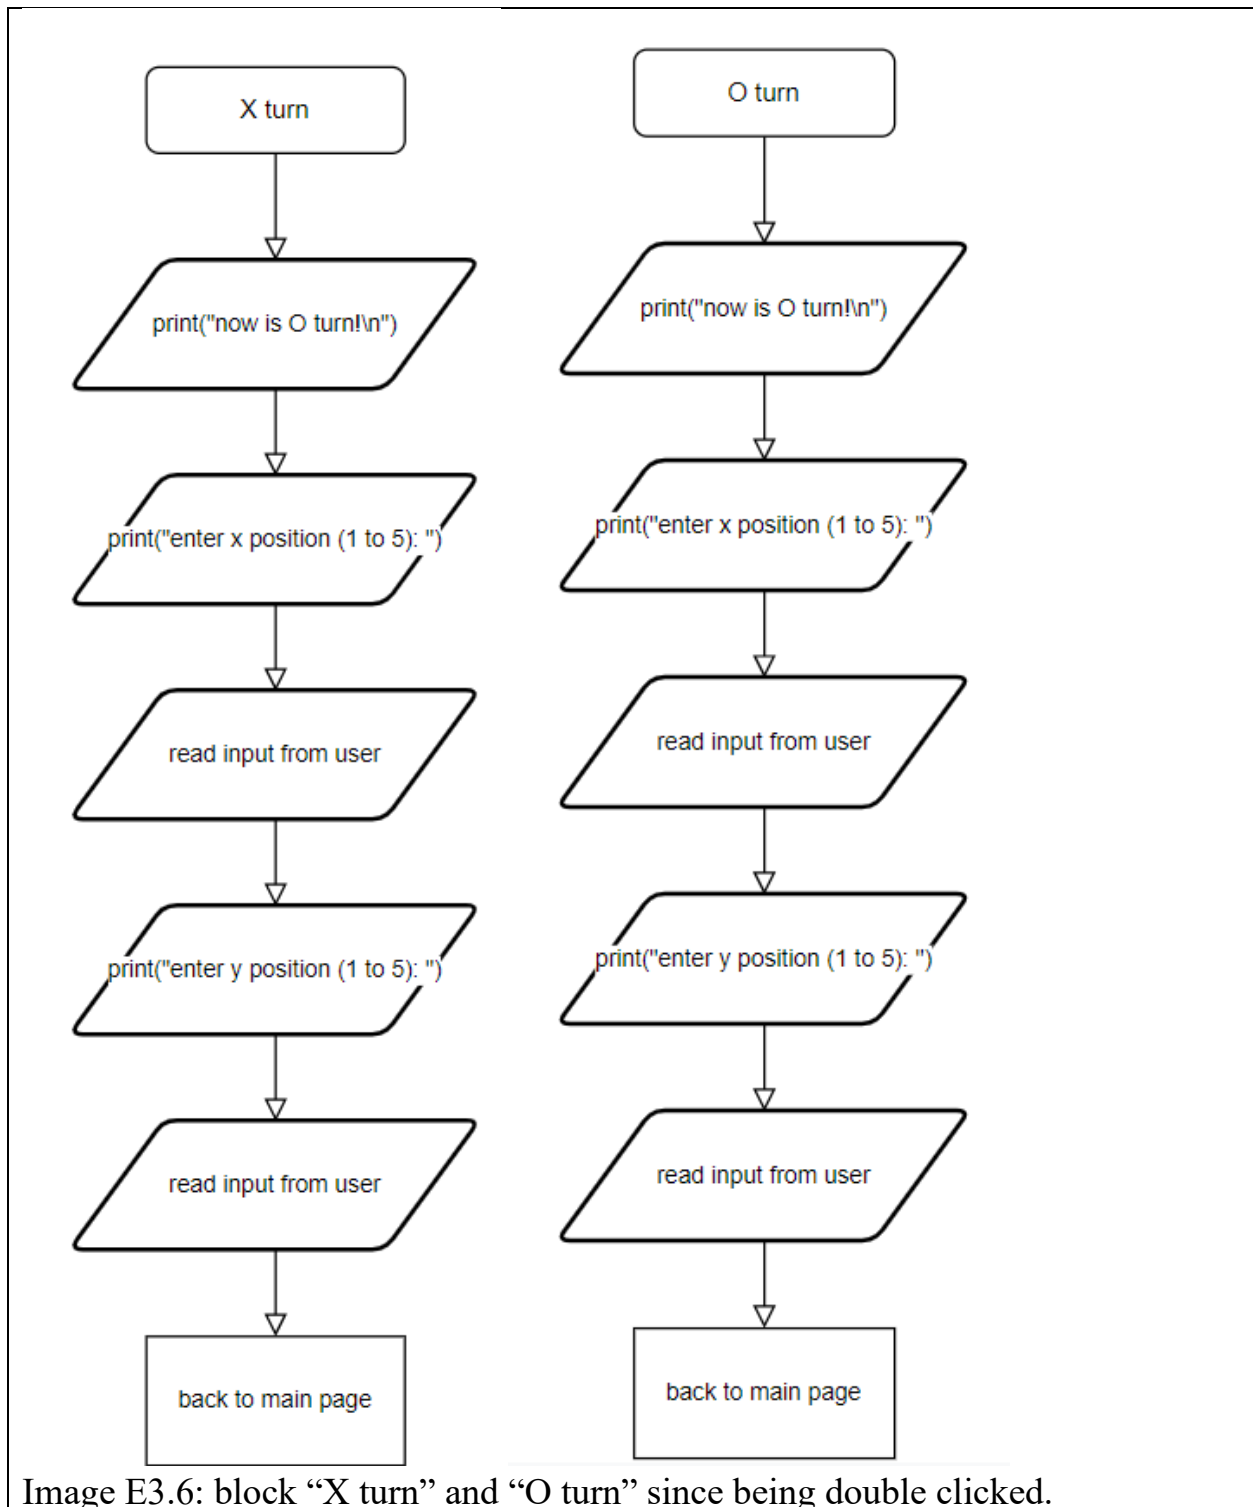 X turn
print("now is O turn!\n")
print("enter x position (1 to 5): ")
read input from user
print("enter y position (1 to 5): ")
read input from user
back to main page
O turn
print("now is O turn!\n")
print("enter x position (1 to 5): ")
read input from user
print("enter y position (1 to 5): ")
read input from user
back to main page
Image E3.6: block “X turn” and “O turn” since being double clicked.